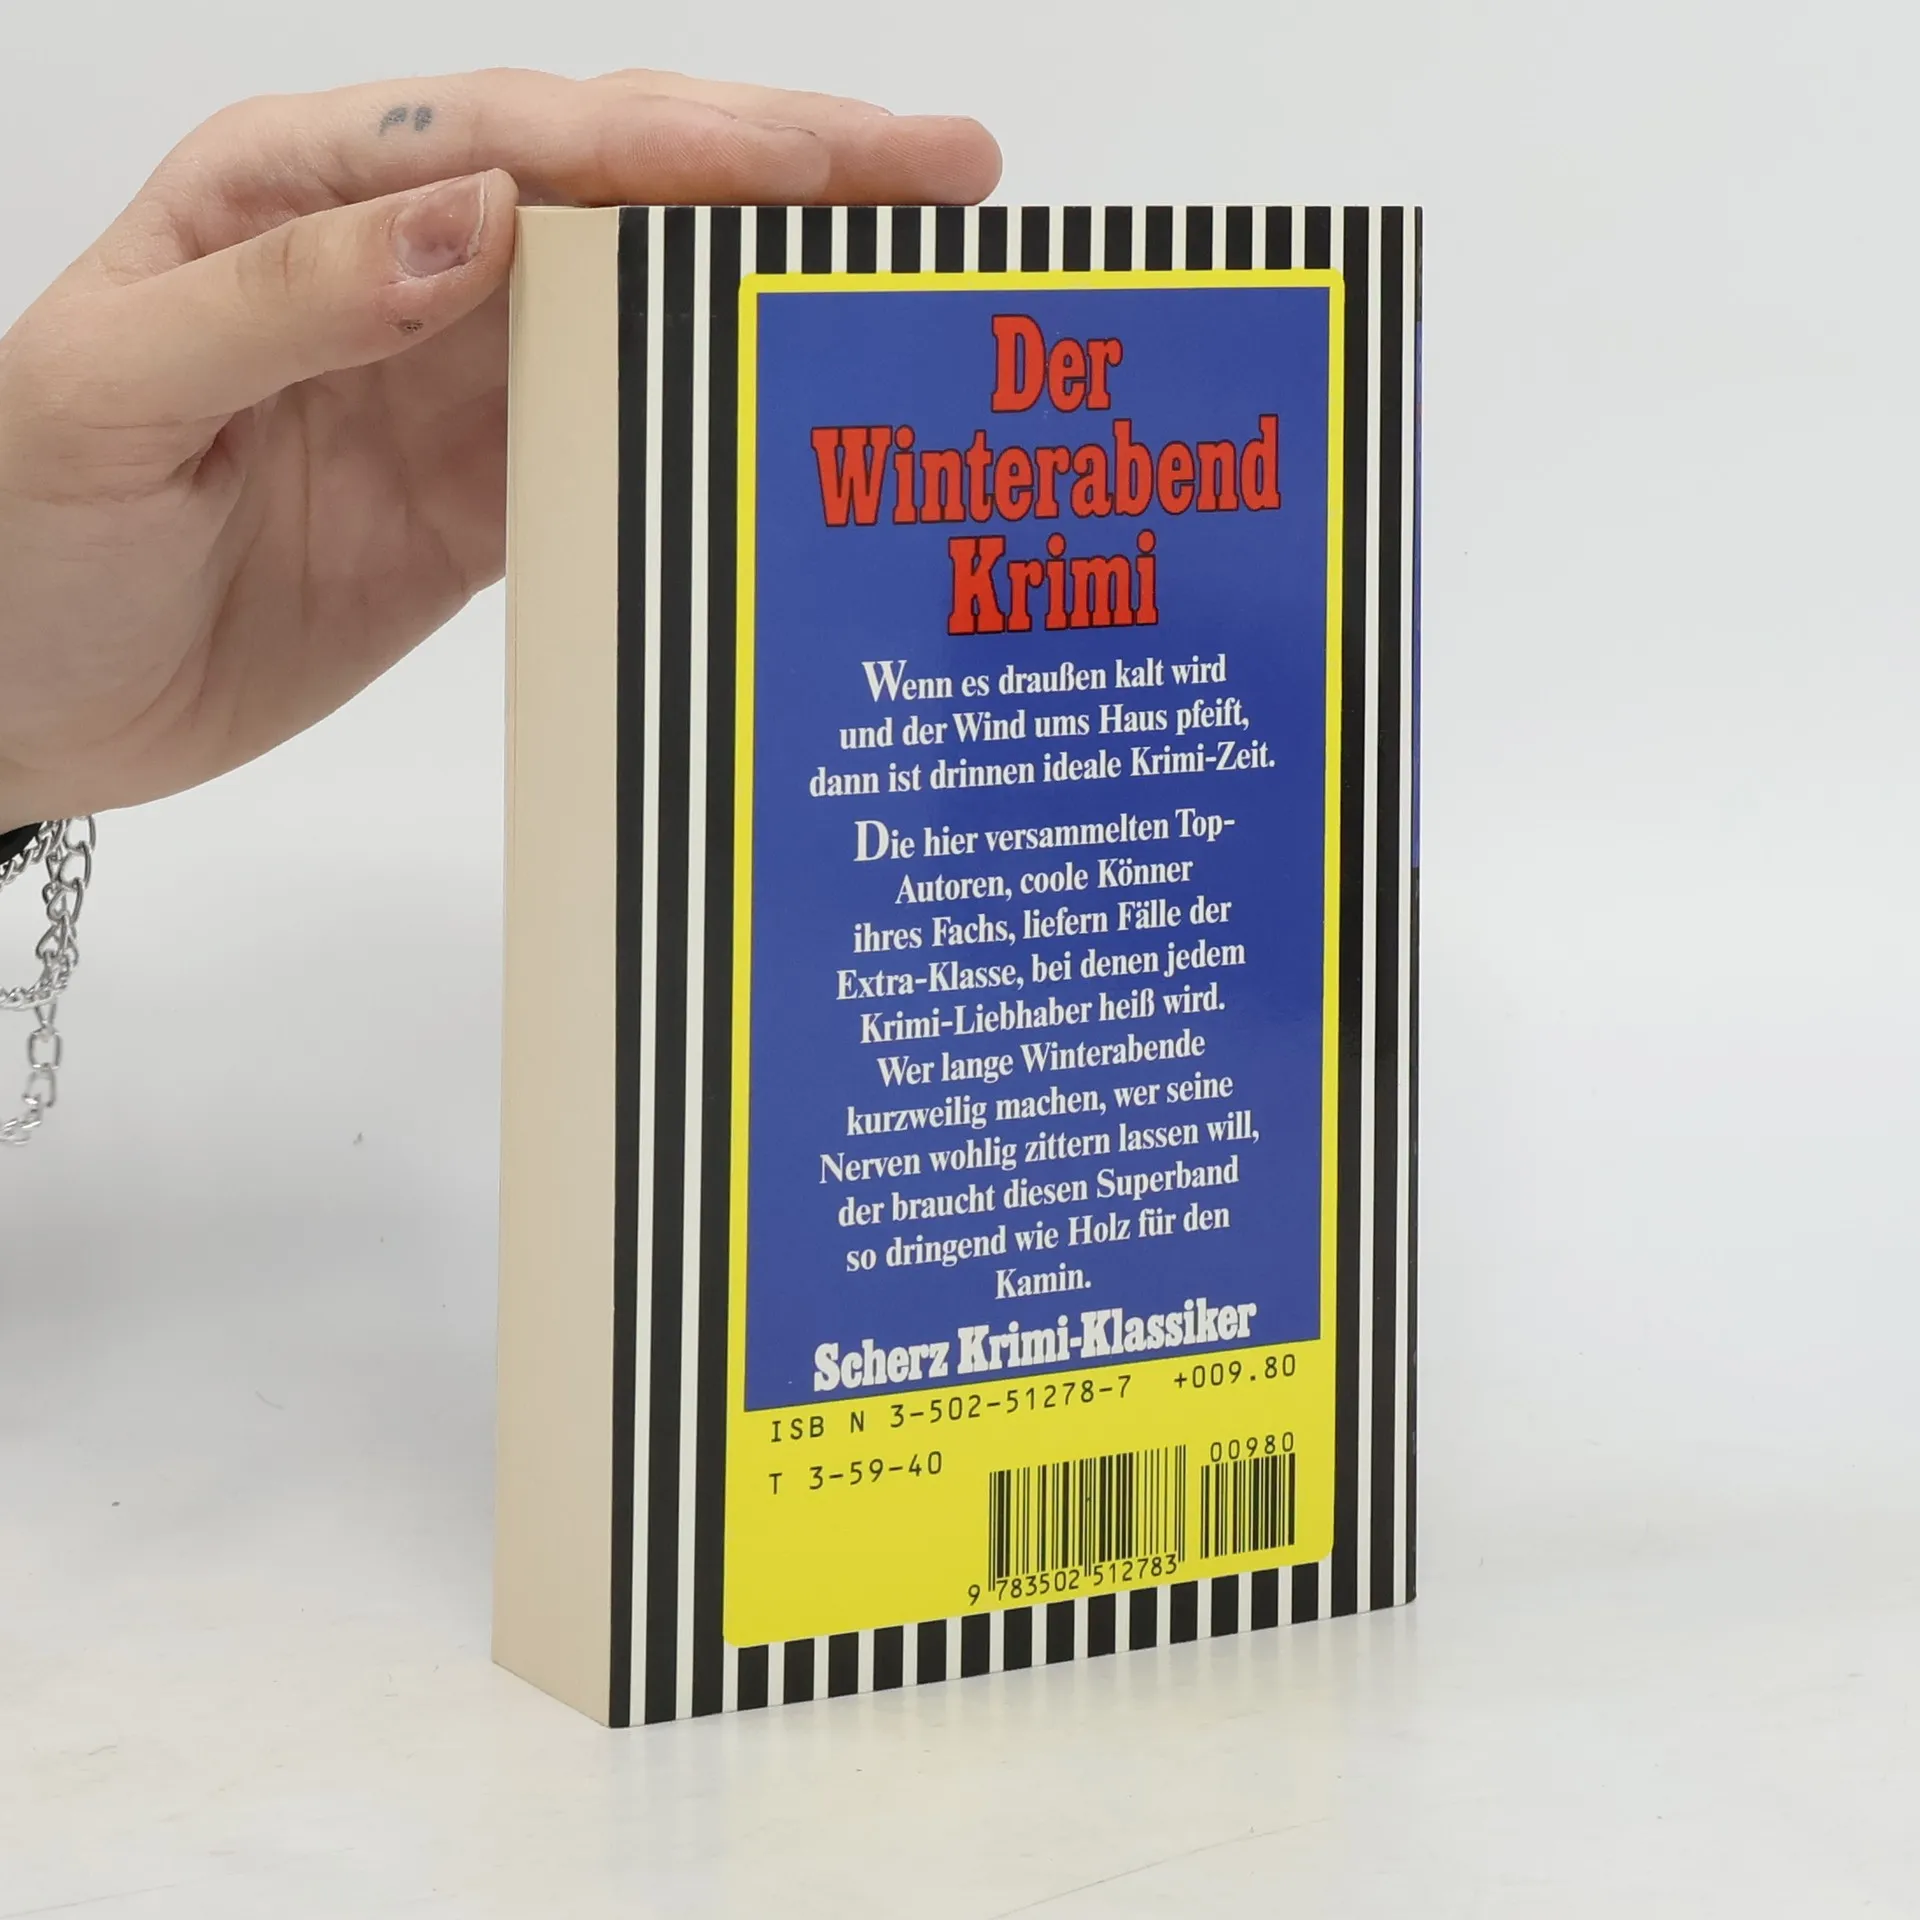 Der
Winterabend
Krimi
Wenn es draußen kalt wird
und der Wind ums Haus pfeift,
dann ist drinnen ideale Krimi-Zeit.
Die hier versammelten Top-
Autoren, coole Könner
ihres Fachs, liefern Fälle der
Extra-Klasse, bei denen jedem
Krimi-Liebhaber heiß wird.
Wer lange Winterabende
kurzweilig machen, wer seine
Nerven wohlig zittern lassen will,
der braucht diesen Superband
so dringend wie Holz für den
Kamin.
Scherz Krimi-Klassiker
ISB N 3-502-51278-7 +009.80
T 3-59-40
00980
9 783502 512783